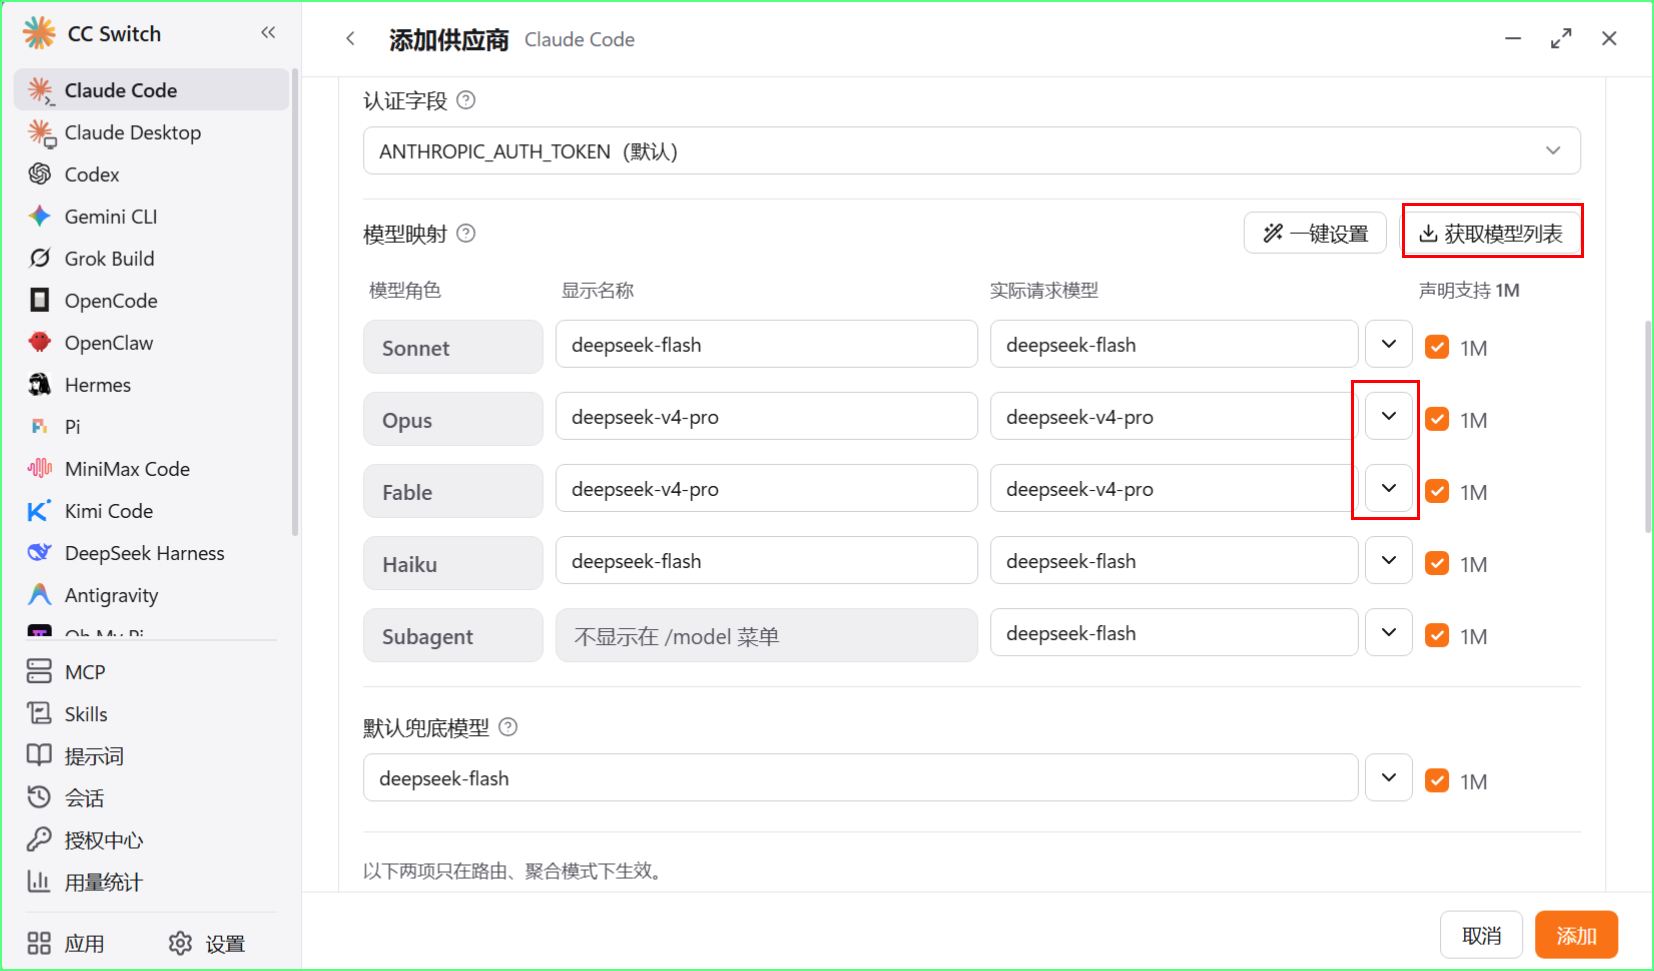 CC Switch
Claude Code
Claude Desktop
Codex
Gemini CLI
Grok Build
OpenCode
OpenClaw
Hermes
Pi
MiniMax Code
Kimi Code
DeepSeek Harness
Antigravity
Oh My Pi
MCP
Skills
提示词
会话
授权中心
用量统计
应用 设置
添加供应商 Claude Code
认证字段
ANTHROPIC_AUTH_TOKEN（默认）
模型映射 一键设置 获取模型列表
模型角色 显示名称 实际请求模型 声明支持 1M
Sonnet deepseek-flash deepseek-flash 1M
Opus deepseek-v4-pro deepseek-v4-pro 1M
Fable deepseek-v4-pro deepseek-v4-pro 1M
Haiku deepseek-flash deepseek-flash 1M
Subagent 不显示在 /model 菜单 deepseek-flash 1M
默认兜底模型
deepseek-flash 1M
以下两项只在路由、聚合模式下生效。
取消 添加